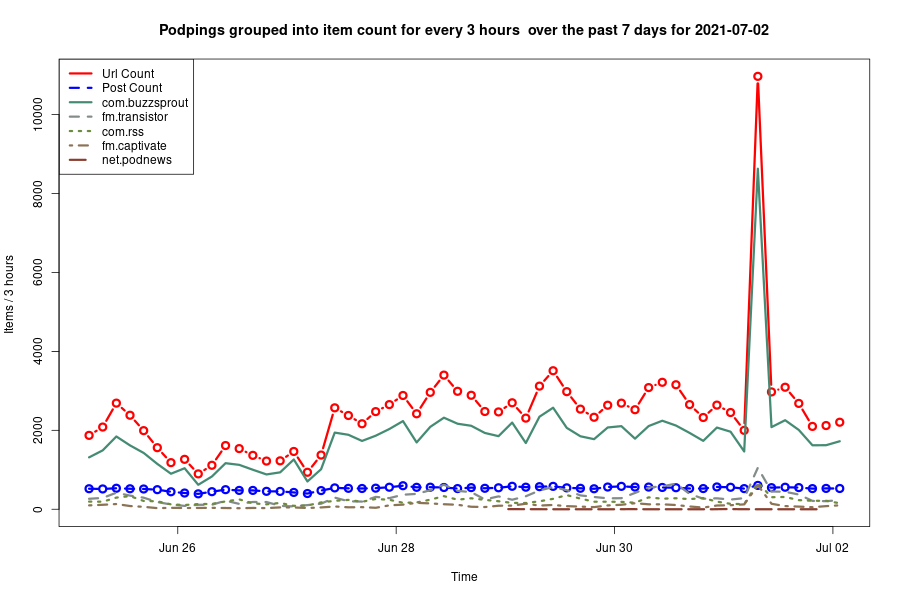 Podpings grouped into item count for every 3 hours  over the past 7 days for 2021-07-02
Url Count
Post Count
com.buzzsprout
fm.transistor
com.rss
fm.captivate
net.podnews
Items / 3 hours
10000
8000
6000
4000
2000
0
Jun 26
Jun 28
Jun 30
Jul 02
Time